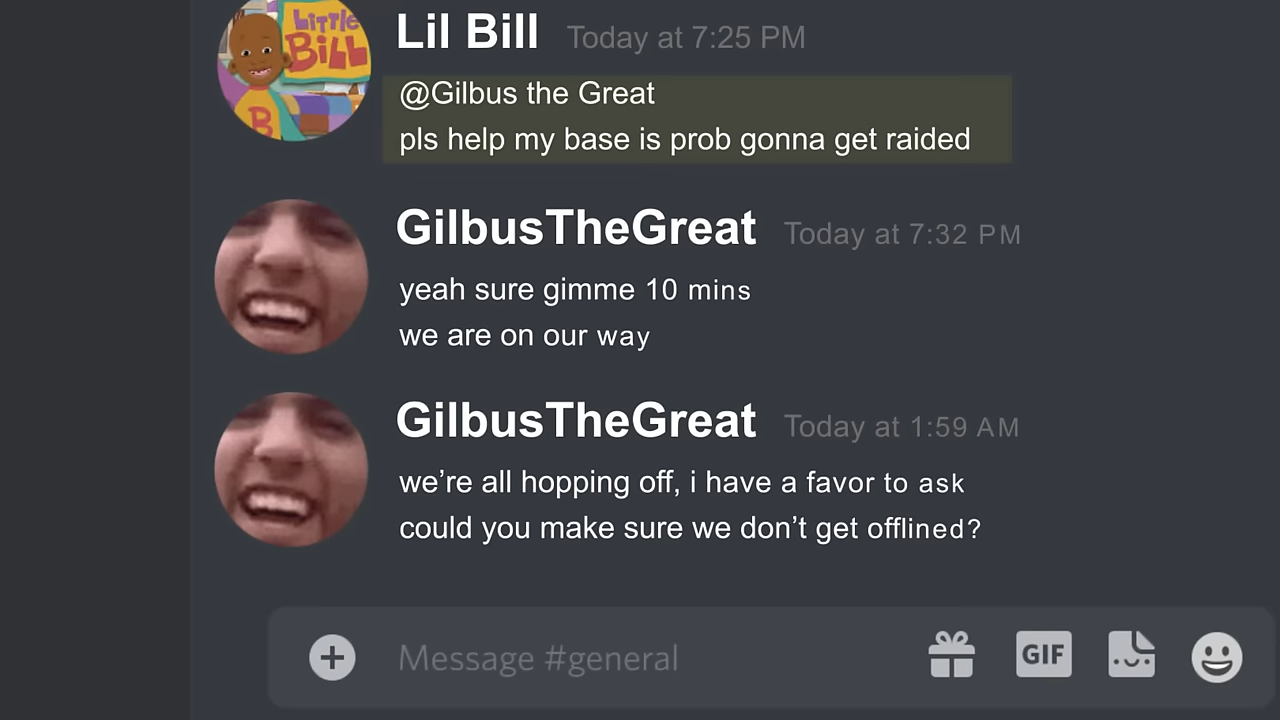 LiTTLe
BiLL
B
Lil Bill Today at 7:25 PM
@Gilbus the Great
pls help my base is prob gonna get raided
GilbusTheGreat Today at 7:32 PM
yeah sure gimme 10 mins
we are on our way
GilbusTheGreat Today at 1:59 AM
we’re all hopping off, i have a favor to ask
could you make sure we don’t get offlined?
Message #general
GIF